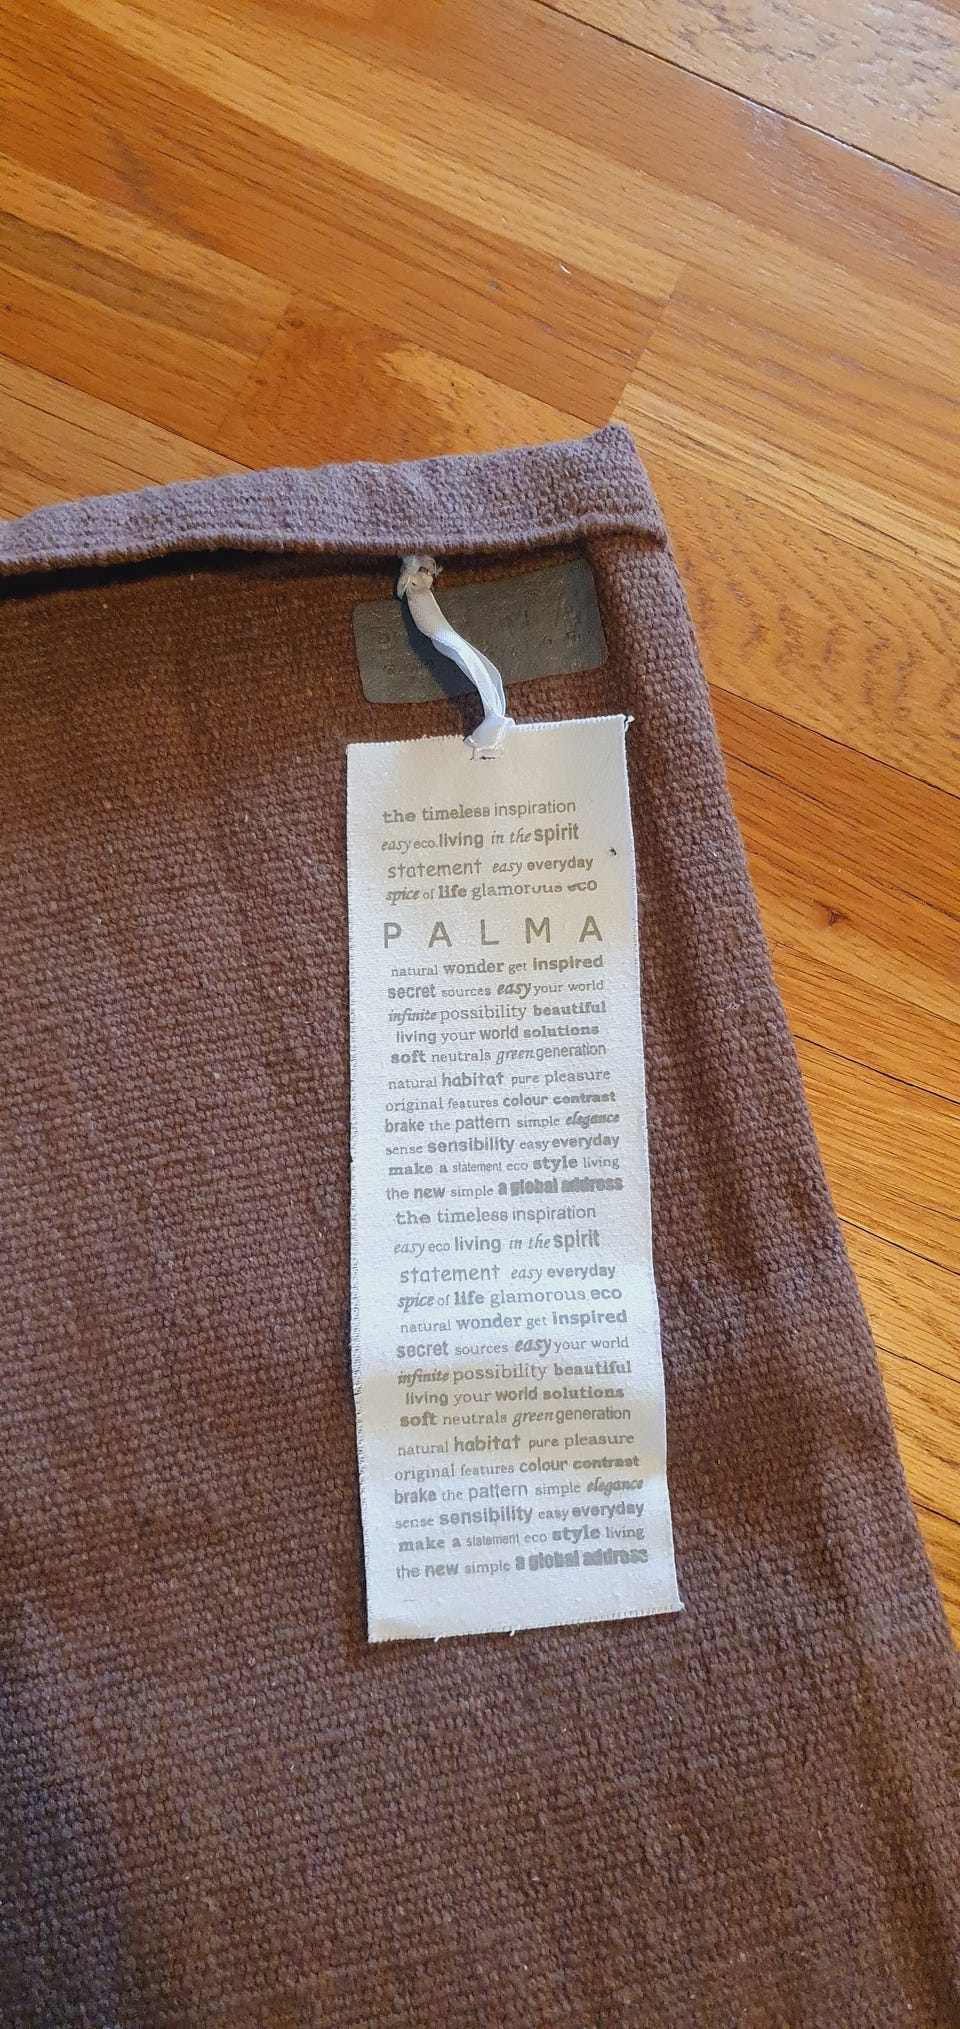 the timeless inspiration
easy eco.living in the spirit
statement easy everyday
spice of life glamorous eco
PALMA
natural wonder get inspired
secret sources easy your world
infinite possibility beautiful
living your world solutions
soft neutrals green generation
natural habitat pure pleasure
original features colour contrast
brake the pattern simple elegance
sense sensibility easy everyday
make a statement eco style living
the new simple a global address
the timeless inspiration
easy eco living in the spirit
statement easy everyday
spice of life glamorous eco
natural wonder get inspired
secret sources easy your world
infinite possibility beautiful
living your world solutions
soft neutrals green generation
natural habitat pure pleasure
original features colour contrast
brake the pattern simple elegance
sense sensibility easy everyday
make a statement eco style living
the new simple a global address